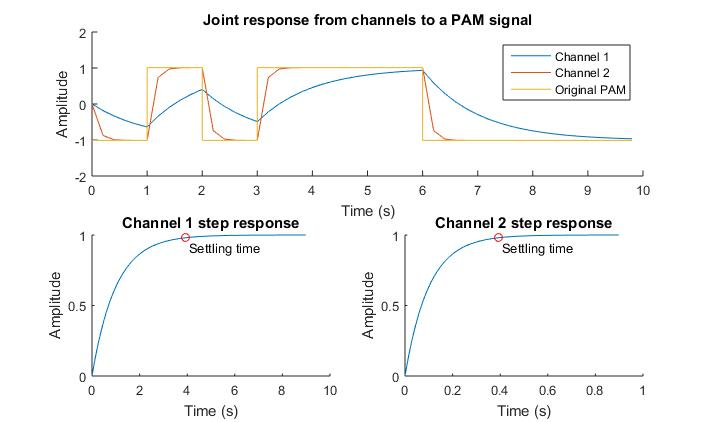 Joint response from channels to a PAM signal
2
1
0
-1
-2
Amplitude
Channel 1
Channel 2
Original PAM
0 1 2 3 4 5 6 7 8 9 10
Time (s)
Channel 1 step response
1
0.5
0
Amplitude
Settling time
0 2 4 6 8 10
Time (s)
Channel 2 step response
1
0.5
0
Amplitude
Settling time
0 0.2 0.4 0.6 0.8 1
Time (s)